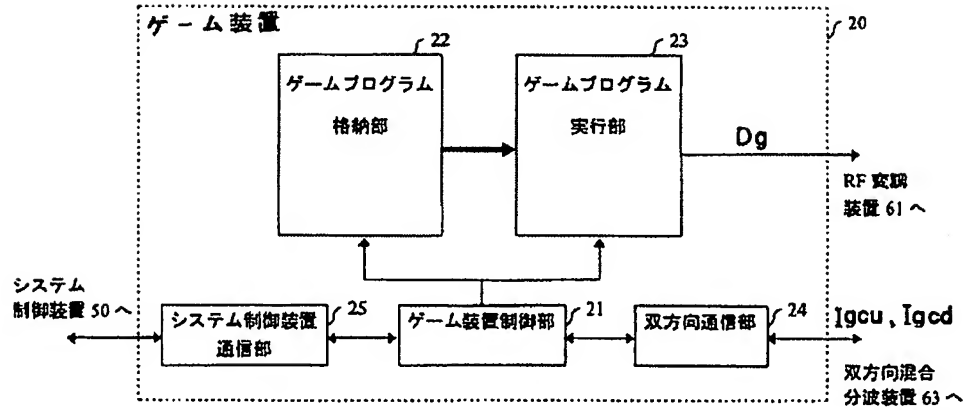 ゲーム装置
20
22
23
ゲームプログラム
格納部
ゲームプログラム
実行部
Dg
RF 変調
装置 61 へ
システム
制御装置 50 へ
25
システム制御装置
通信部
21
ゲーム装置制御部
24
双方向通信部
Igcu、Igcd
双方向混合
分波装置 63 へ